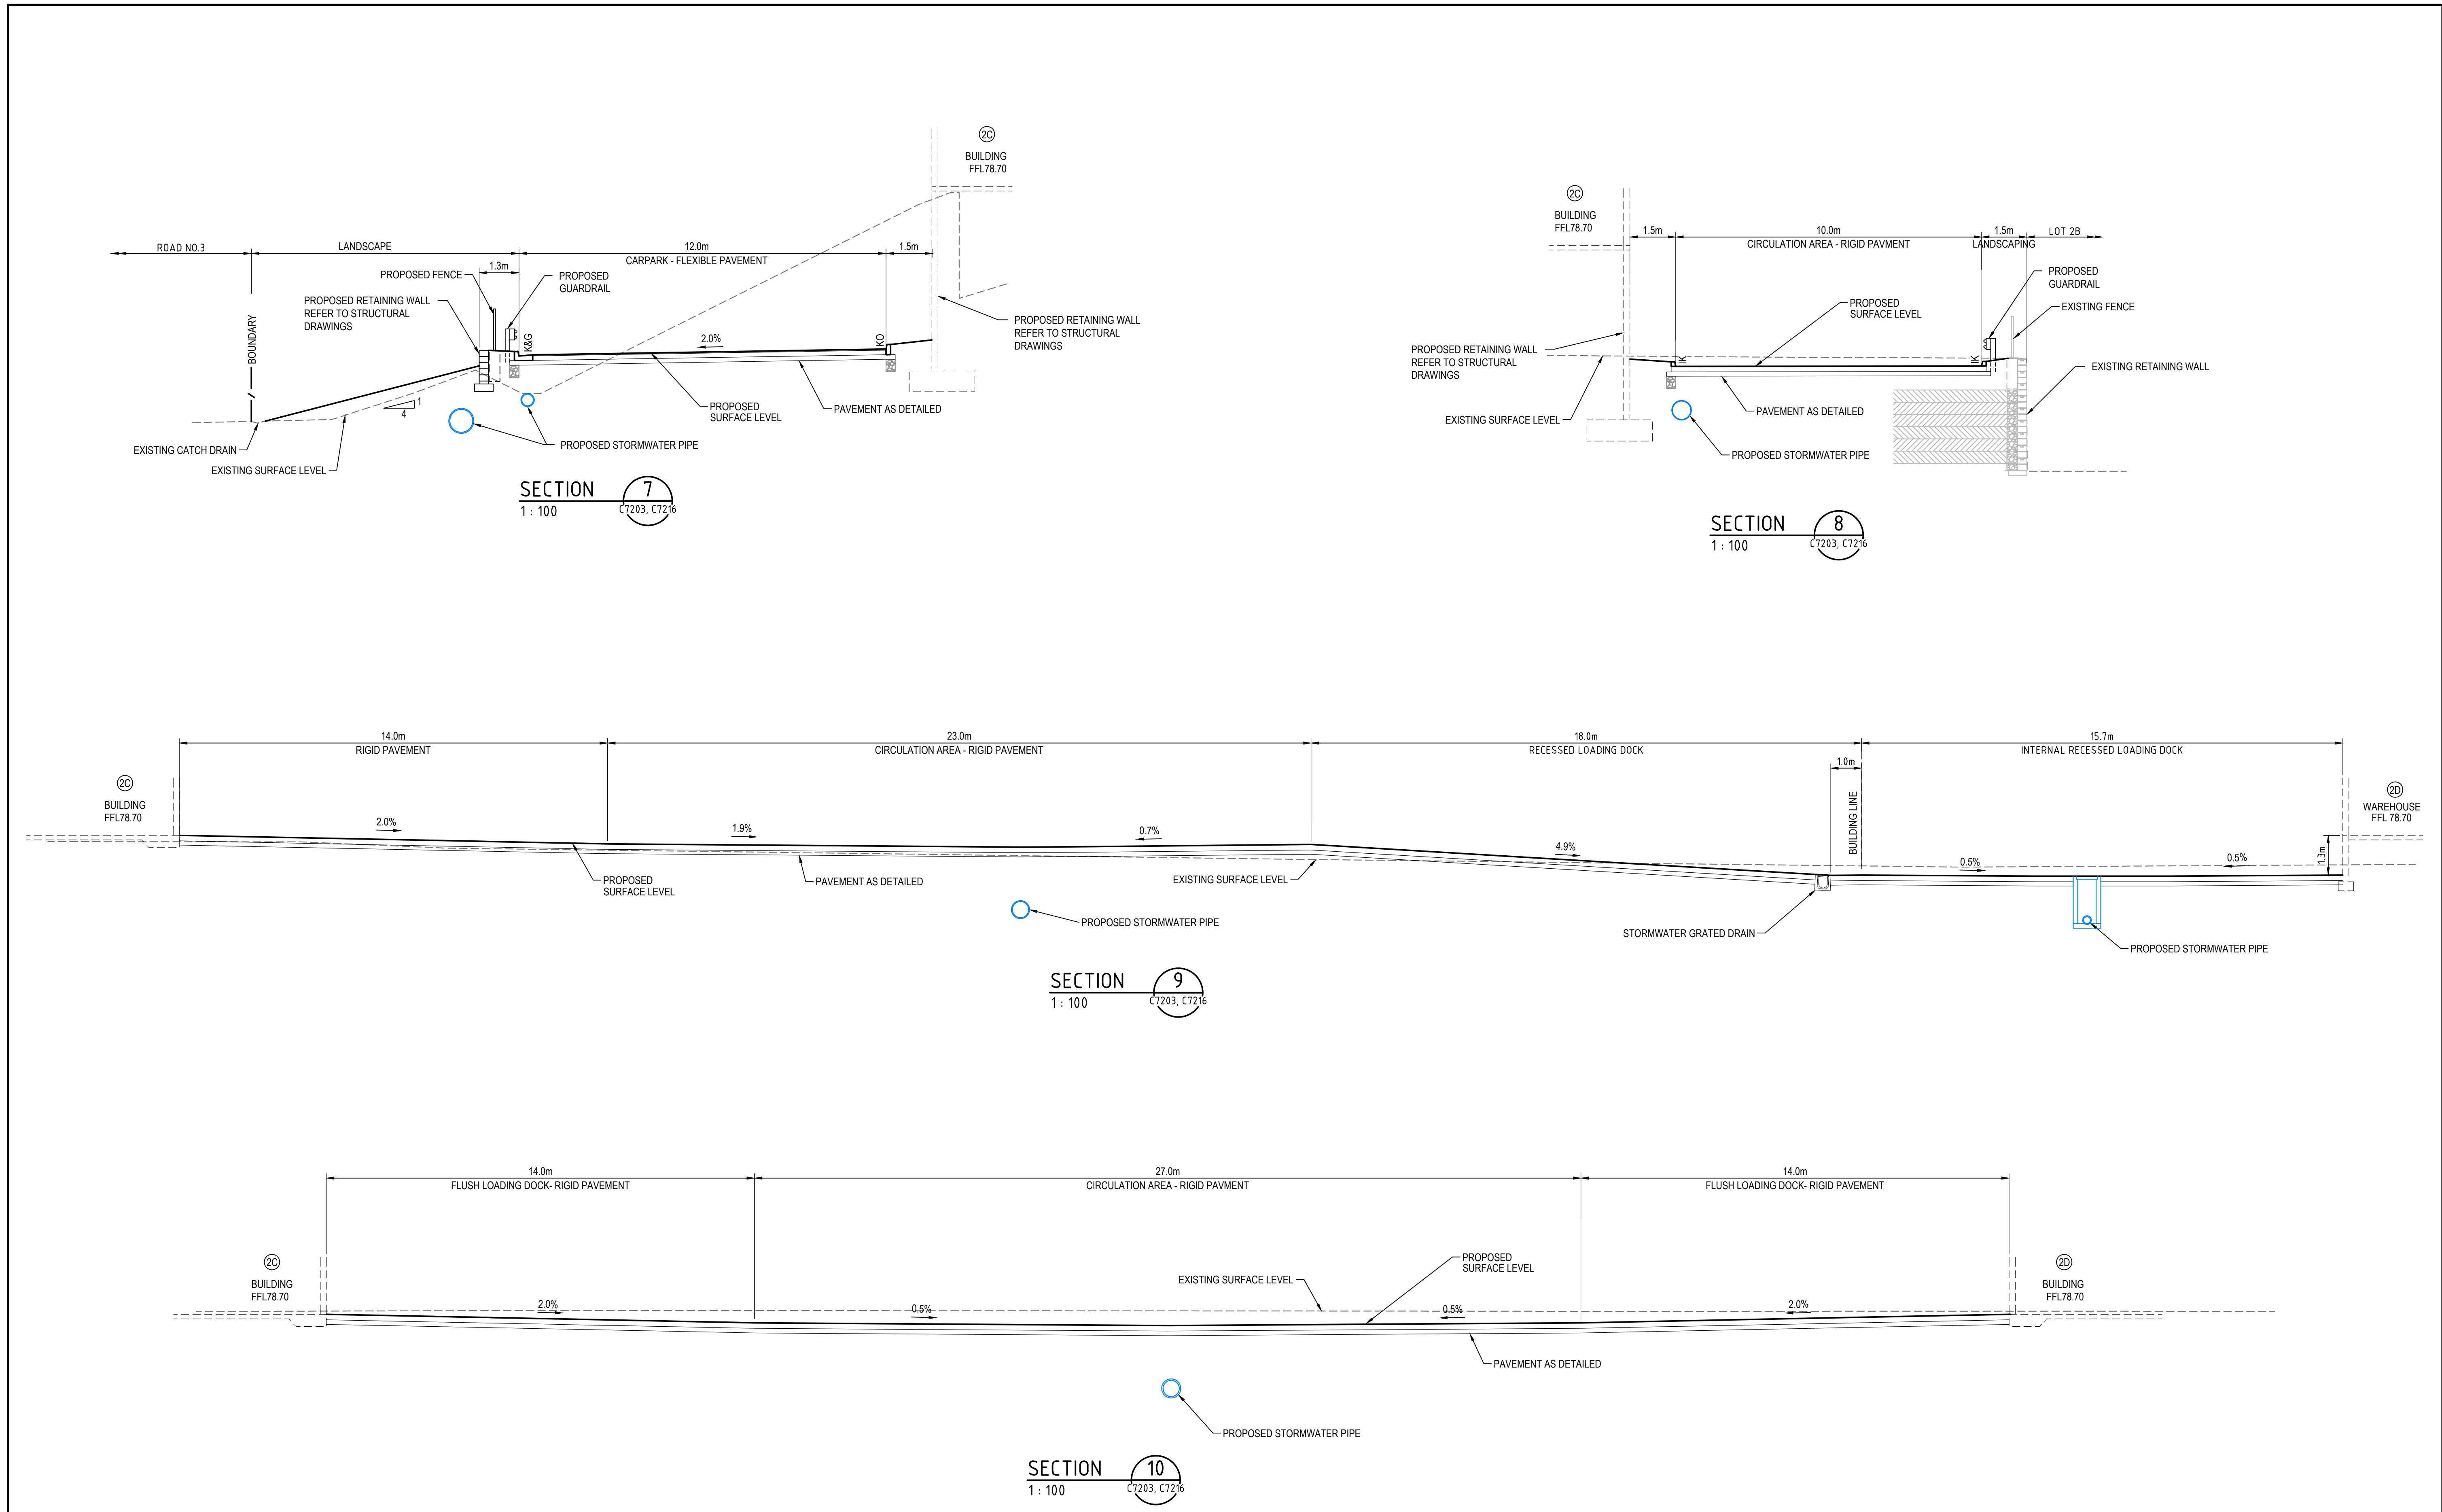 2C
BUILDING
FFL78.70
ROAD NO.3
LANDSCAPE
12.0m
1.5m
CARPARK - FLEXIBLE PAVEMENT
1.3m
PROPOSED FENCE
PROPOSED
GUARDRAIL
PROPOSED RETAINING WALL
REFER TO STRUCTURAL
DRAWINGS
BOUNDARY
K&G
2.0%
KO
PROPOSED RETAINING WALL
REFER TO STRUCTURAL
DRAWINGS
1
4
PROPOSED
SURFACE LEVEL
PAVEMENT AS DETAILED
PROPOSED STORMWATER PIPE
EXISTING CATCH DRAIN
EXISTING SURFACE LEVEL
SECTION
7
1 : 100
C7203, C7216
2C
BUILDING
FFL78.70
1.5m
10.0m
1.5m
LOT 2B
CIRCULATION AREA - RIGID PAVMENT
LANDSCAPING
PROPOSED
GUARDRAIL
PROPOSED
SURFACE LEVEL
EXISTING FENCE
PROPOSED RETAINING WALL
REFER TO STRUCTURAL
DRAWINGS
IK
IK
EXISTING RETAINING WALL
PAVEMENT AS DETAILED
EXISTING SURFACE LEVEL
PROPOSED STORMWATER PIPE
SECTION
8
1 : 100
C7203, C7216
14.0m
RIGID PAVEMENT
23.0m
CIRCULATION AREA - RIGID PAVEMENT
18.0m
RECESSED LOADING DOCK
15.7m
INTERNAL RECESSED LOADING DOCK
1.0m
BUILDING LINE
2C
BUILDING
FFL78.70
2D
WAREHOUSE
FFL 78.70
2.0%
1.9%
0.7%
4.9%
0.5%
0.5%
1.3m
PROPOSED
SURFACE LEVEL
PAVEMENT AS DETAILED
EXISTING SURFACE LEVEL
PROPOSED STORMWATER PIPE
STORMWATER GRATED DRAIN
PROPOSED STORMWATER PIPE
SECTION
9
1 : 100
C7203, C7216
14.0m
FLUSH LOADING DOCK- RIGID PAVEMENT
27.0m
CIRCULATION AREA - RIGID PAVMENT
14.0m
FLUSH LOADING DOCK- RIGID PAVEMENT
2C
BUILDING
FFL78.70
PROPOSED
SURFACE LEVEL
EXISTING SURFACE LEVEL
2D
BUILDING
FFL78.70
2.0%
0.5%
0.5%
2.0%
PAVEMENT AS DETAILED
PROPOSED STORMWATER PIPE
SECTION
10
1 : 100
C7203, C7216